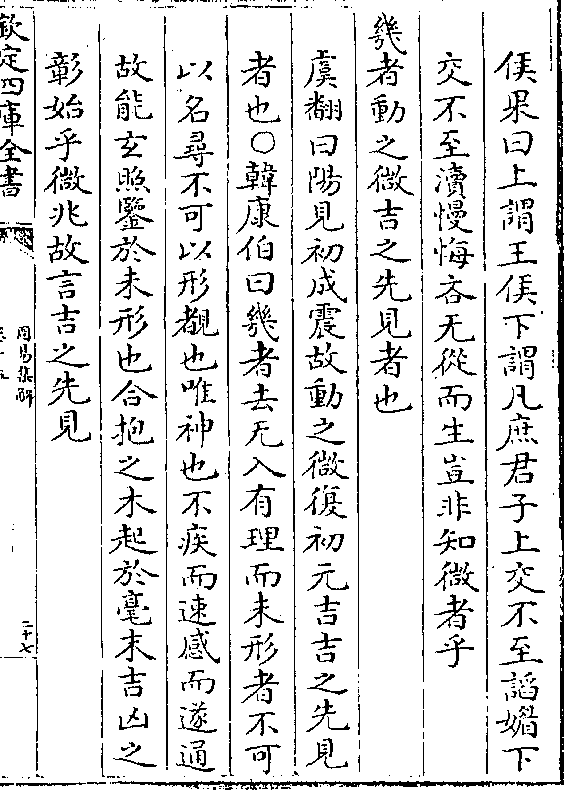 侯果曰上謂王侯下謂凡庶君子上交不至謟媚下
交不至瀆慢悔吝无從而生豈非知微者乎
幾者動之微吉之先見者也
虞翻曰陽見初成震故動之微復初元吉吉之先見
者也○韓康伯曰幾者去无入有理而未形者不可
以名尋不可以形覩也唯神也不疾而速感而遂通
故能玄照鑒於未形也合抱之木起於毫末吉凶之
彰始乎微兆故言吉之先見
欽定四庫全書
周易集解
卷十五
二十七